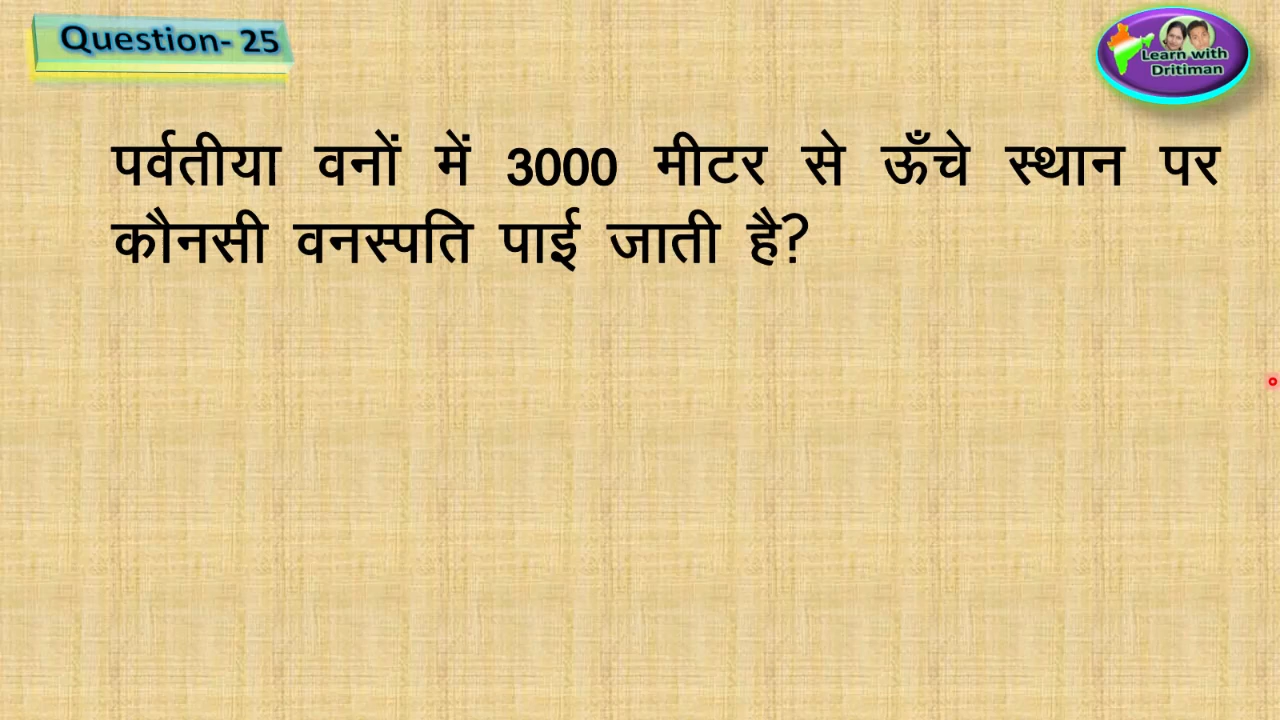 Question- 25
Learn with
Dritiman
पर्वतीया वनों में 3000 मीटर से ऊँचे स्थान पर
कौनसी वनस्पति पाई जाती है?